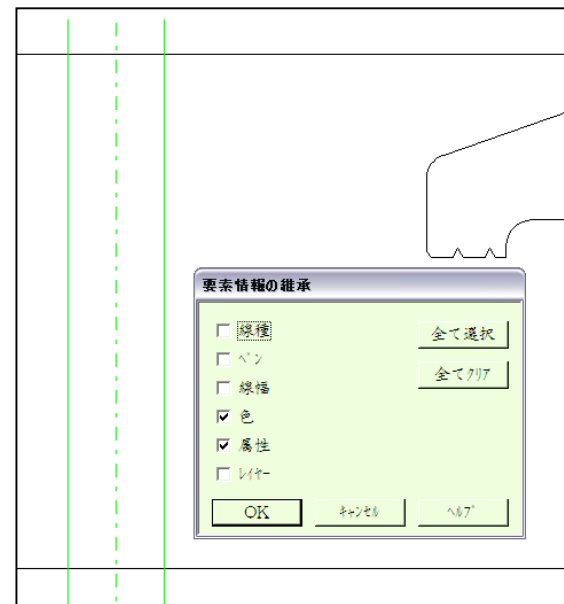 要素情報の継承
線種
全て選択
ﾍﾟﾝ
全てｸﾘｱ
線幅
色
属性
ﾚｲﾔｰ
OK
ｷｬﾝｾﾙ
ﾍﾙﾌﾟ